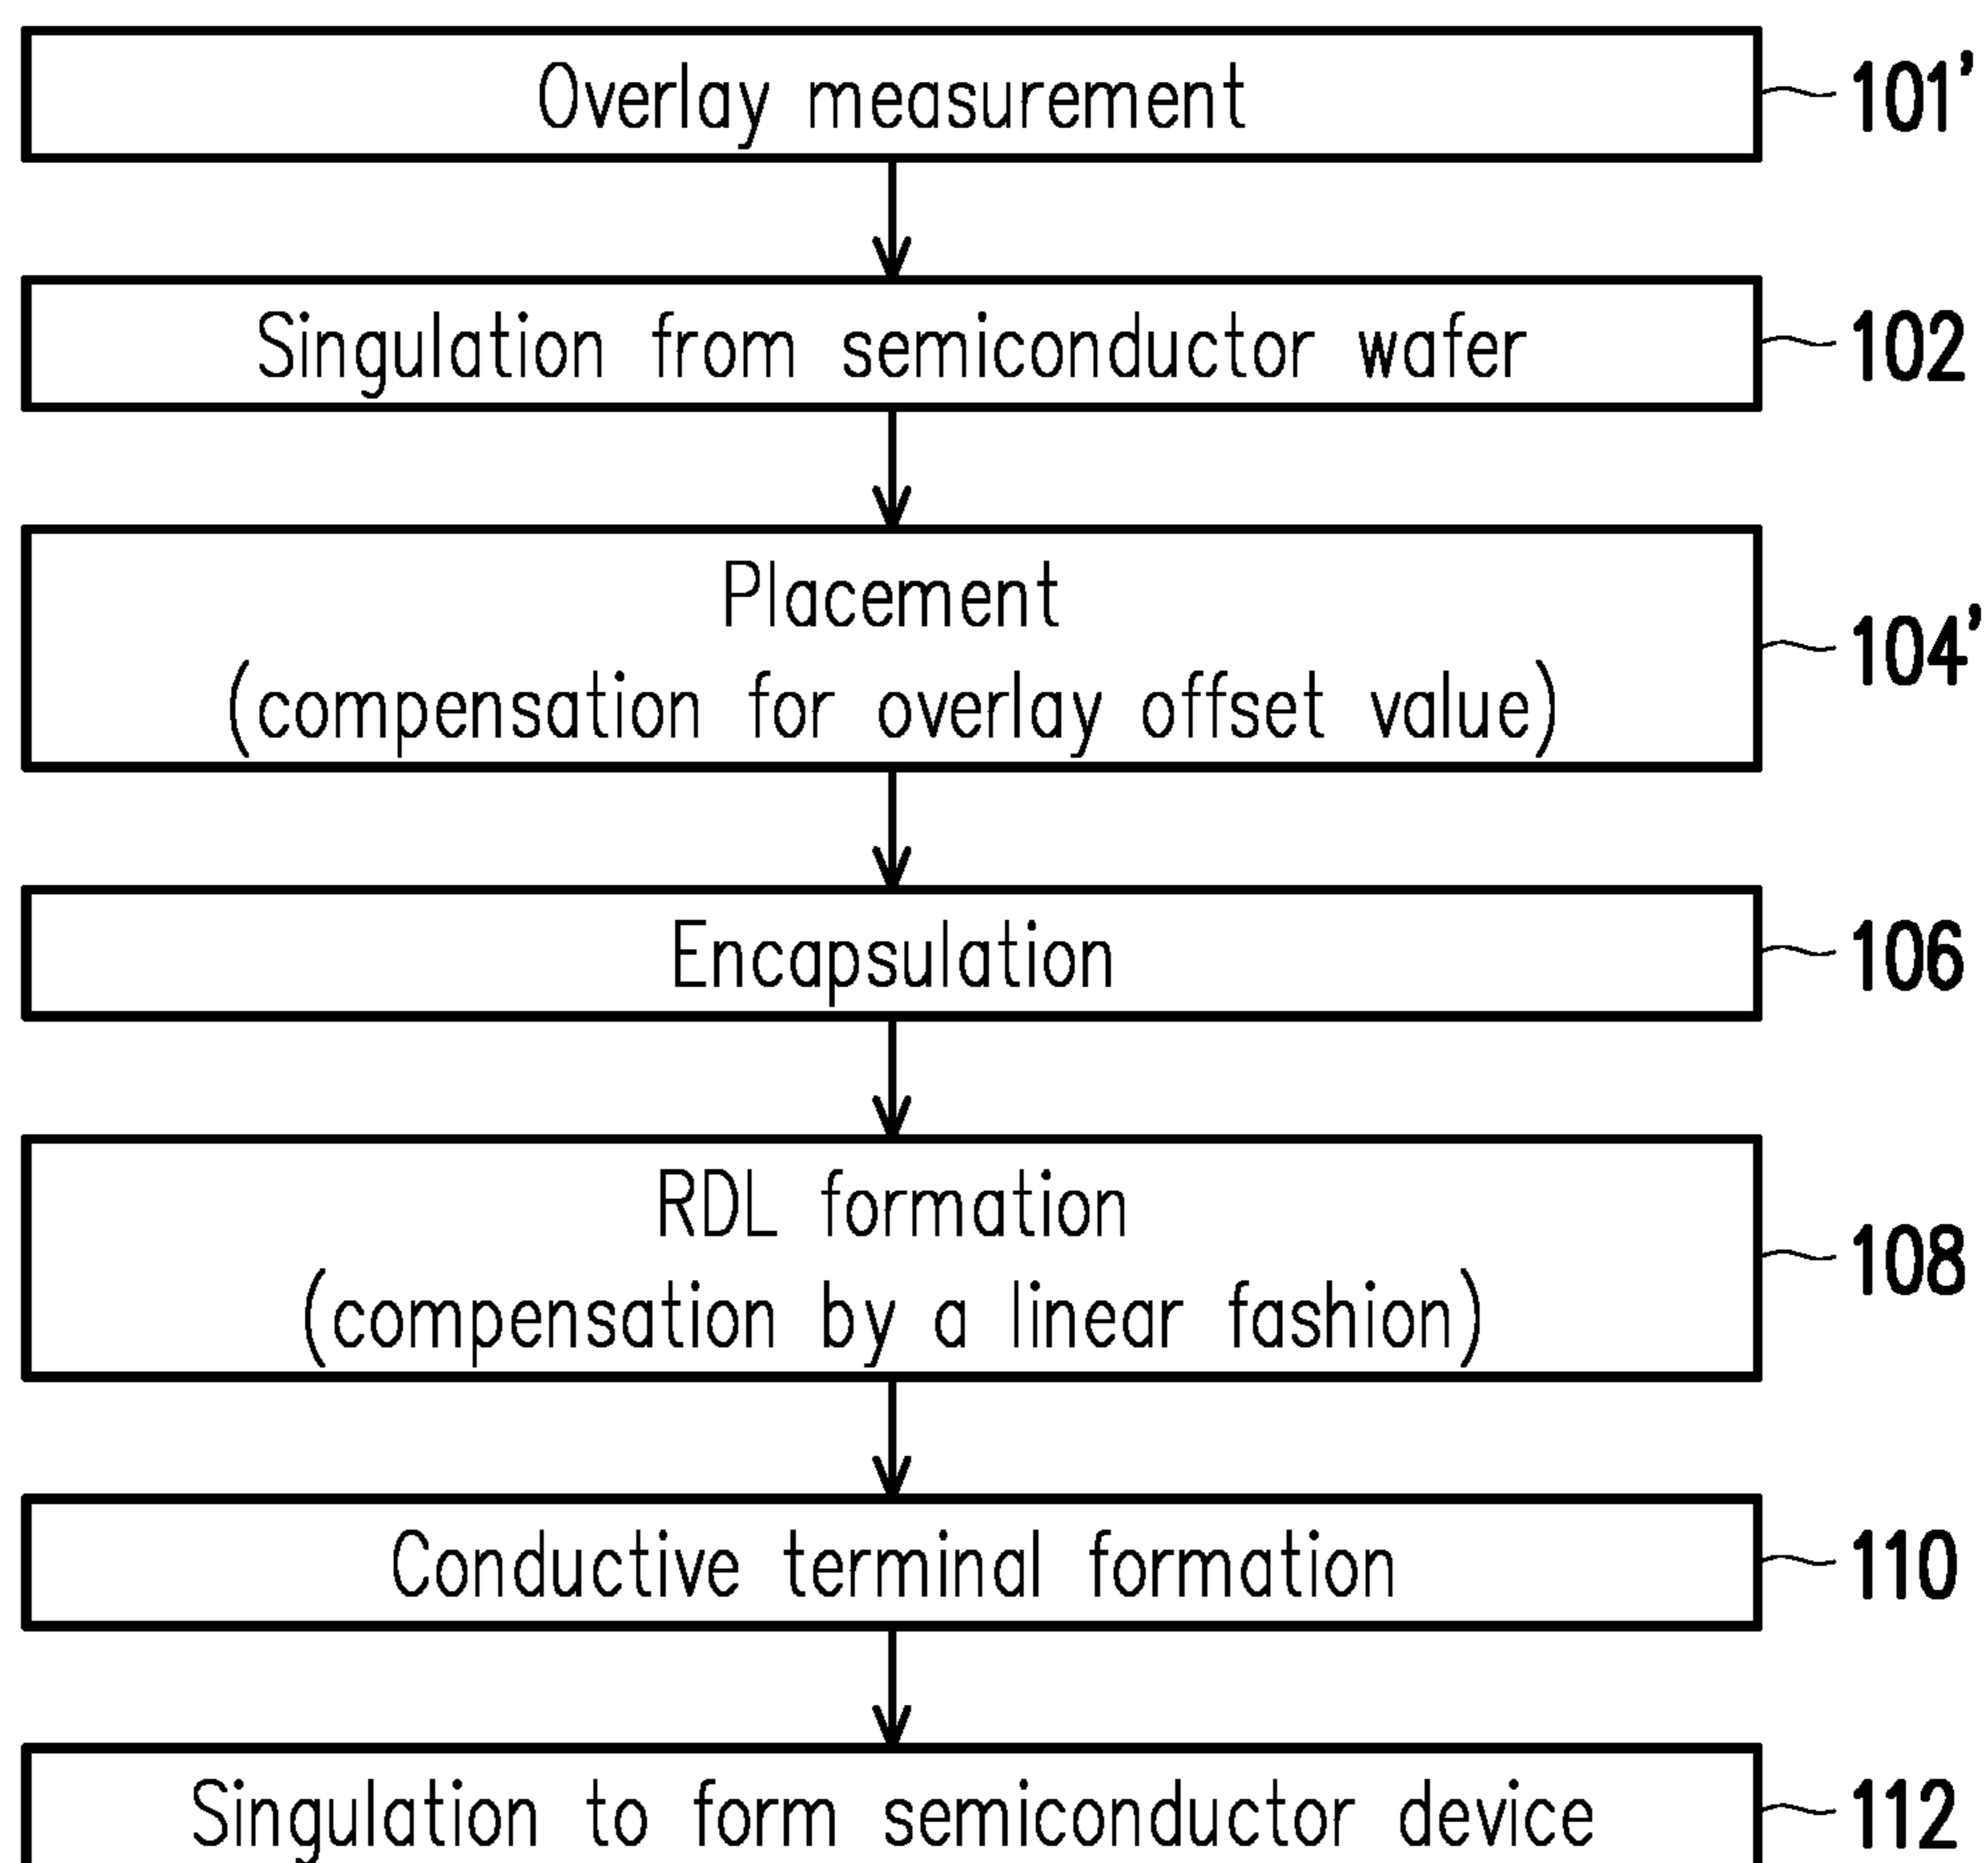 Overlay measurement 101'
Singulation from semiconductor wafer 102
Placement
(compensation for overlay offset value) 104'
Encapsulation 106
RDL formation
(compensation by a linear fashion) 108
Conductive terminal formation 110
Singulation to form semiconductor device 112